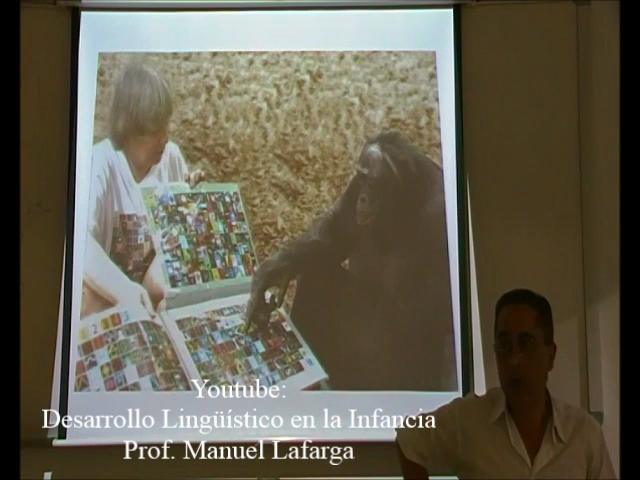 Youtube:
Desarrollo Lingüístico en la Infancia
Prof. Manuel Lafarga